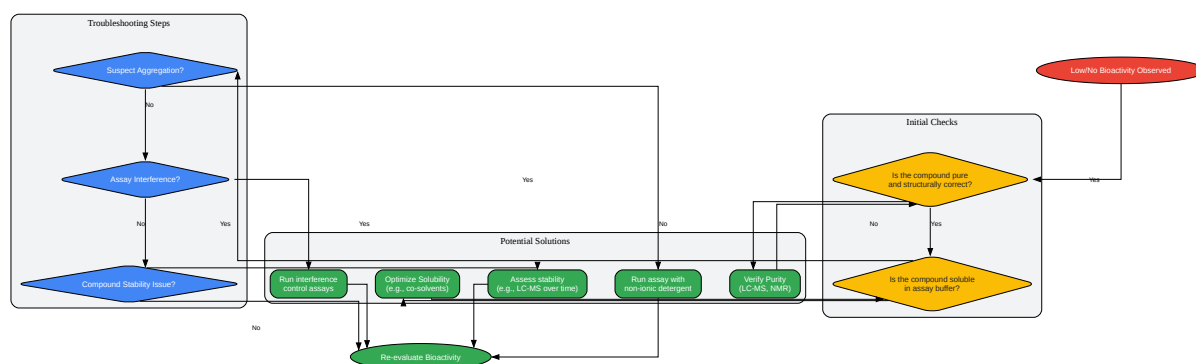 Troubleshooting Steps
Suspect Aggregation?
Low/No Bioactivity Observed
No
Initial Checks
Assay Interference?
Yes
Is the compound pure
and structurally correct?
Yes
No
Yes
Yes
No
No
Yes
Potential Solutions
Compound Stability Issue?
Run interference
control assays
Optimize Solubility
(e.g., co-solvents)
Assess stability
(e.g., LC-MS over time)
Run assay with
non-ionic detergent
Verify Purity
(LC-MS, NMR)
Is the compound soluble
in assay buffer?
No
Re-evaluate Bioactivity